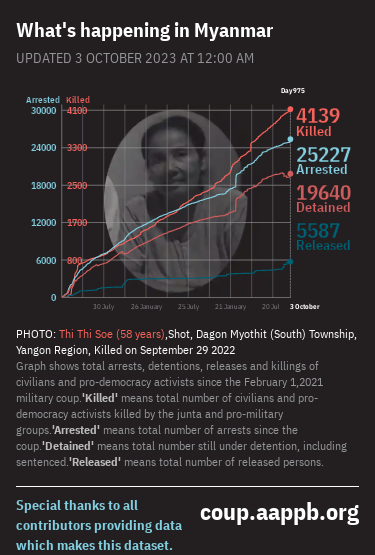 What's happening in Myanmar
UPDATED 3 OCTOBER 2023 AT 12:00 AM
Day975
Arrested Killed
30000 4100
4139
Killed
24000 3300
25227
Arrested
18000 2500
19640
Detained
12000 1700
5587
Released
6000 800
0
30 July 26 January 25 July 21 January 20 Jul 3 October
PHOTO: Thi Thi Soe (58 years),Shot, Dagon Myothit (South) Township,
Yangon Region, Killed on September 29 2022
Graph shows total arrests, detentions, releases and killings of
civilians and pro-democracy activists since the February 1,2021
military coup.'Killed' means total number of civilians and pro-
democracy activists killed by the junta and pro-military
groups.'Arrested' means total number of arrests since the
coup.'Detained' means total number still under detention, including
sentenced.'Released' means total number of released persons.
Special thanks to all
contributors providing data
which makes this dataset.
coup.aappb.org